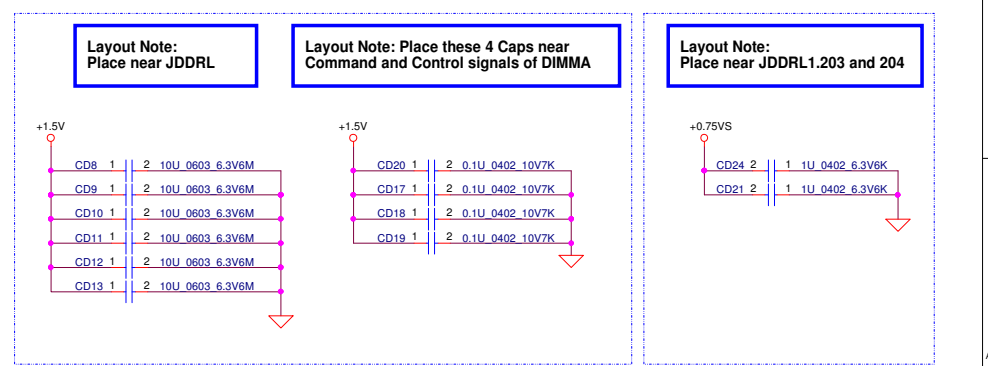 Layout Note:
Place near JDDRL
+1.5V
CD8 1 2 10U_0603_6.3V6M
CD9 1 2 10U_0603_6.3V6M
CD10 1 2 10U_0603_6.3V6M
CD11 1 2 10U_0603_6.3V6M
CD12 1 2 10U_0603_6.3V6M
CD13 1 2 10U_0603_6.3V6M
Layout Note: Place these 4 Caps near
Command and Control signals of DIMMA
+1.5V
CD20 1 2 0.1U_0402_10V7K
CD17 1 2 0.1U_0402_10V7K
CD18 1 2 0.1U_0402_10V7K
CD19 1 2 0.1U_0402_10V7K
Layout Note:
Place near JDDRL1.203 and 204
+0.75VS
CD24 2 1 1U_0402_6.3V6K
CD21 2 1 1U_0402_6.3V6K